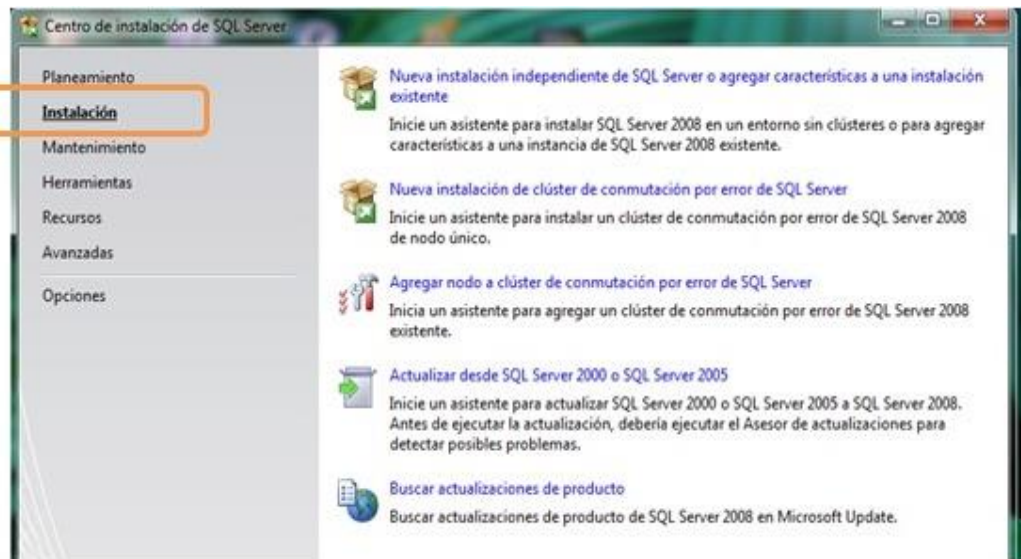 Centro de instalación de SQL Server
Planeamiento
Instalación
Mantenimiento
Herramientas
Recursos
Avanzadas
Opciones
Nueva instalación independiente de SQL Server o agregar características a una instalación
existente
Inicie un asistente para instalar SQL Server 2008 en un entorno sin clústeres o para agregar
características a una instancia de SQL Server 2008 existente.
Nueva instalación de clúster de conmutación por error de SQL Server
Inicie un asistente para instalar un clúster de conmutación por error de SQL Server 2008
de nodo único.
Agregar nodo a clúster de conmutación por error de SQL Server
Inicia un asistente para agregar un clúster de conmutación por error de SQL Server 2008
existente.
Actualizar desde SQL Server 2000 o SQL Server 2005
Inicie un asistente para actualizar SQL Server 2000 o SQL Server 2005 a SQL Server 2008.
Antes de ejecutar la actualización, debería ejecutar el Asesor de actualizaciones para
detectar posibles problemas.
Buscar actualizaciones de producto
Buscar actualizaciones de producto de SQL Server 2008 en Microsoft Update.